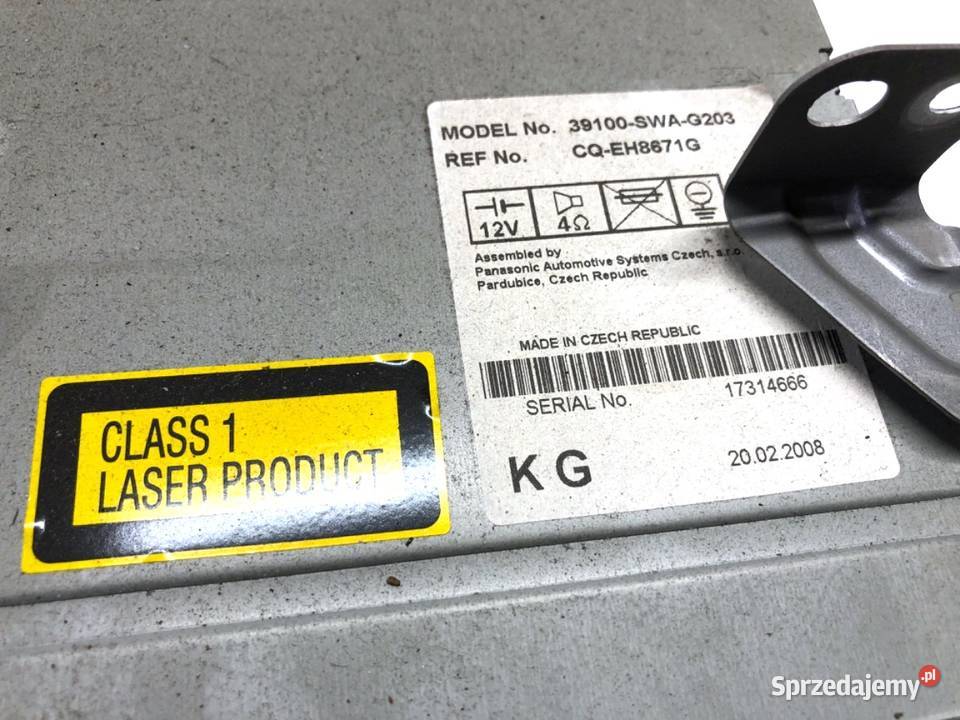 MODEL No. 39100-SWA-G203
REF No. CQ-EH8671G
12V 4Ω
Assembled by
Panasonic Automotive Systems Czech, s.r.o.
Pardubice, Czech Republic
MADE IN CZECH REPUBLIC
SERIAL No. 17314666
KG 20.02.2008
CLASS 1
LASER PRODUCT
Sprzedajemy.pl